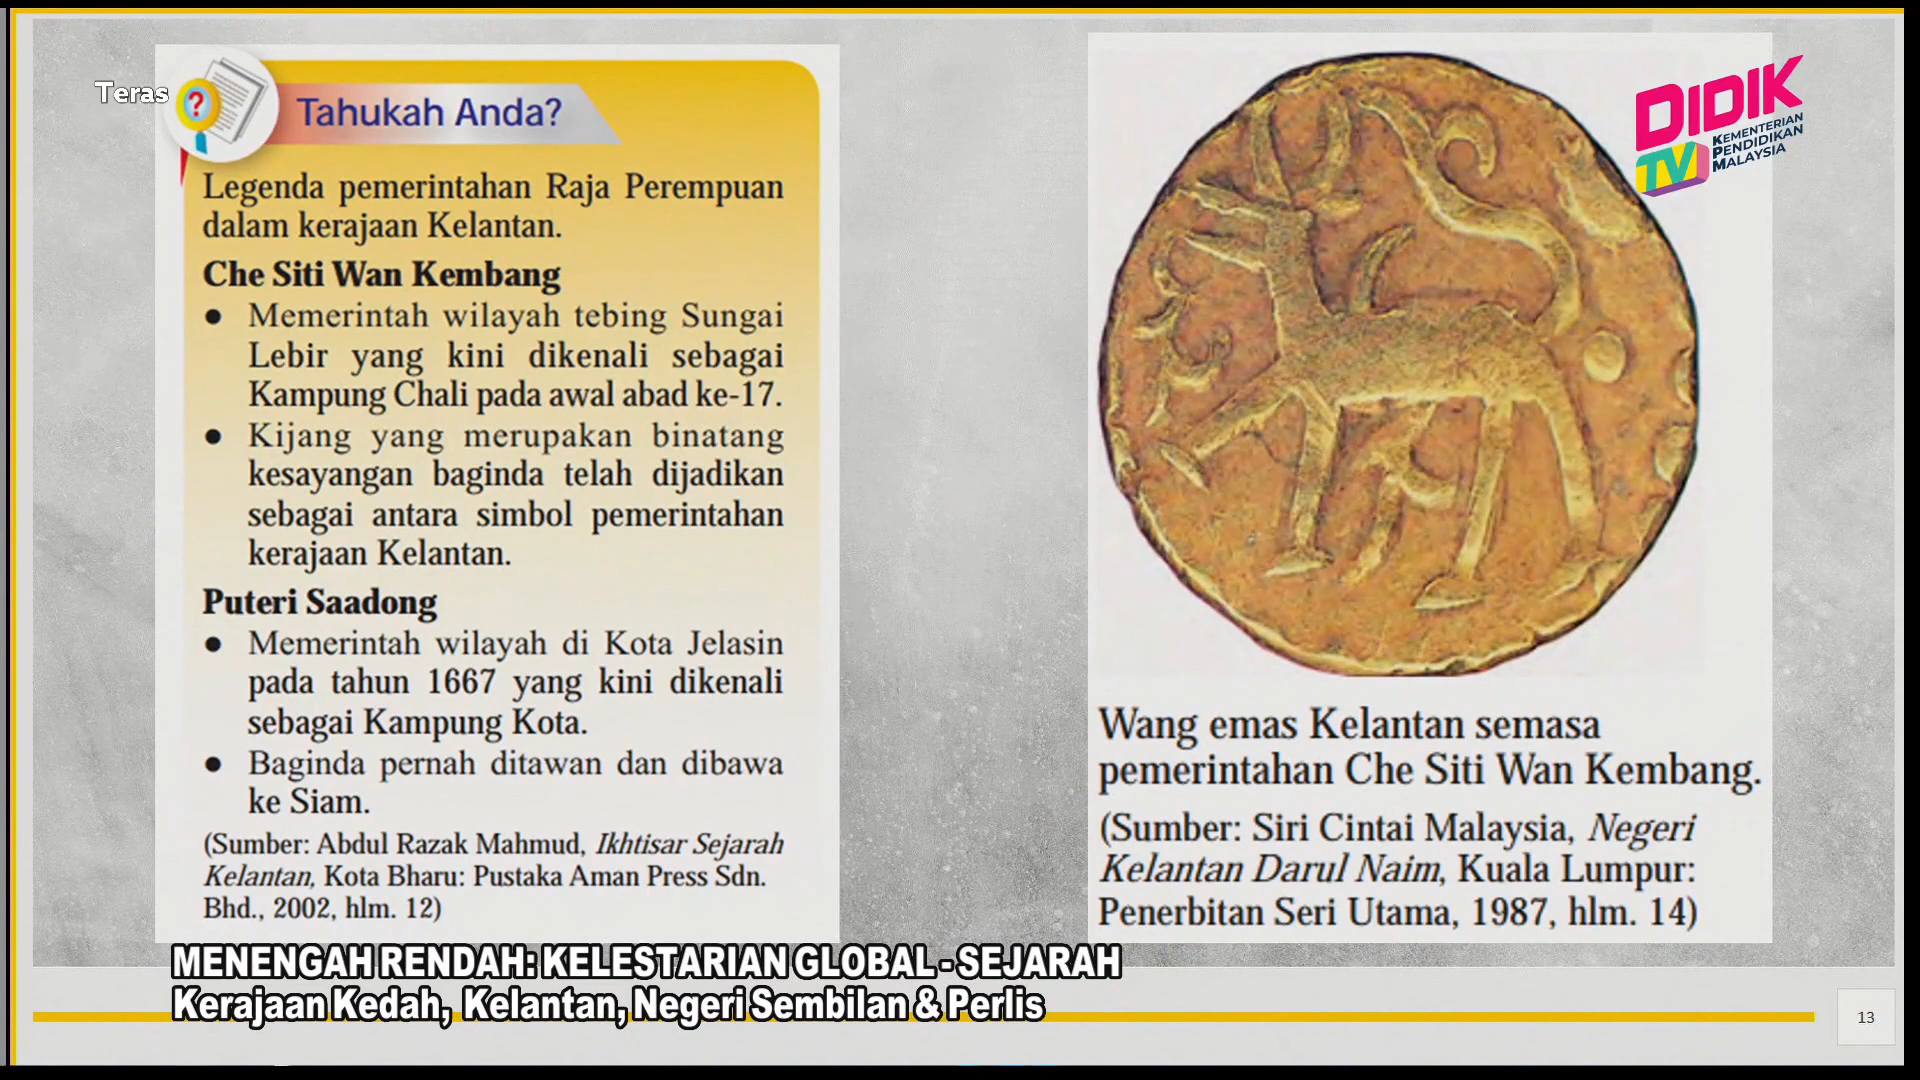 Teras
Tahukah Anda?
Legenda pemerintahan Raja Perempuan
dalam kerajaan Kelantan.
Che Siti Wan Kembang
● Memerintah wilayah tebing Sungai
Lebir yang kini dikenali sebagai
Kampung Chali pada awal abad ke-17.
● Kijang yang merupakan binatang
kesayangan baginda telah dijadikan
sebagai antara simbol pemerintahan
kerajaan Kelantan.
Puteri Saadong
● Memerintah wilayah di Kota Jelasin
pada tahun 1667 yang kini dikenali
sebagai Kampung Kota.
● Baginda pernah ditawan dan dibawa
ke Siam.
(Sumber: Abdul Razak Mahmud, Ikhtisar Sejarah
Kelantan, Kota Bharu: Pustaka Aman Press Sdn.
Bhd., 2002, hlm. 12)
DIDIK
TV
KEMENTERIAN
PENDIDIKAN
MALAYSIA
Wang emas Kelantan semasa
pemerintahan Che Siti Wan Kembang.
(Sumber: Siri Cintai Malaysia, Negeri
Kelantan Darul Naim, Kuala Lumpur:
Penerbitan Seri Utama, 1987, hlm. 14)
MENENGAH RENDAH: KELESTARIAN GLOBAL - SEJARAH
Kerajaan Kedah, Kelantan, Negeri Sembilan & Perlis
13